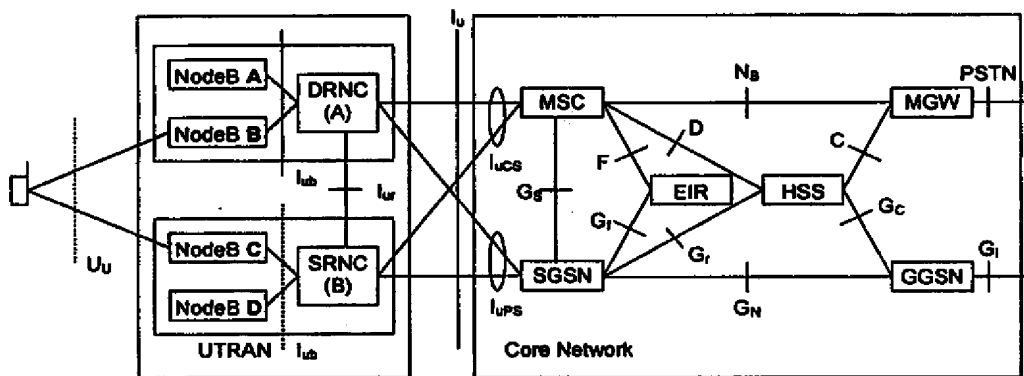 Iu
NodeB A
DRNC
(A)
NodeB B
Iub
Iur
UU
NodeB C
SRNC
(B)
NodeB D
UTRAN
Iub
IuCS
IuPS
MSC
NB
MGW
PSTN
F
D
C
GS
EIR
HSS
Gf
Gr
GC
SGSN
GN
GGSN
GI
Core Network